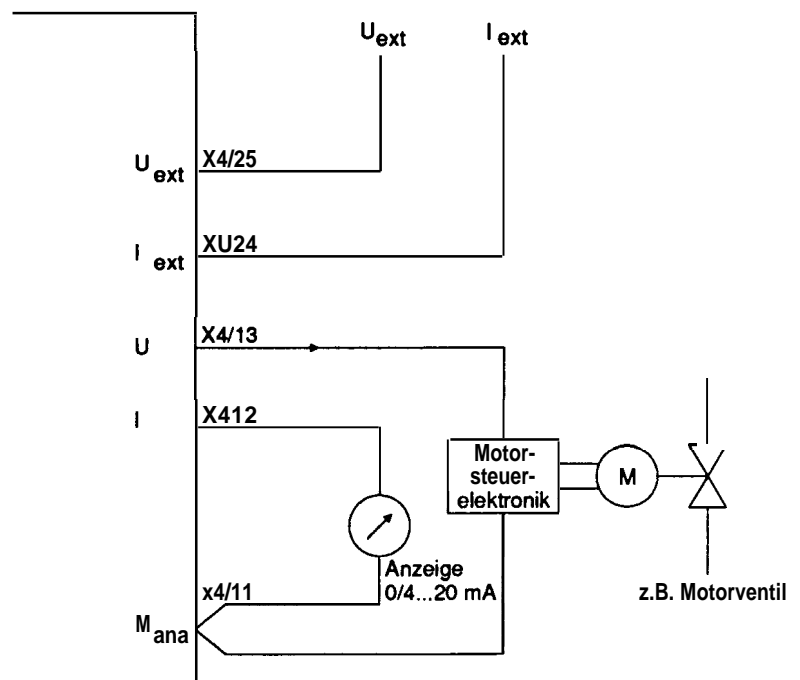 U ext
I ext
U ext
X4/25
I ext
XU24
U
X4/13
I
X412
Motor-
steuer-
elektronik
M
Anzeige
0/4...20 mA
x4/11
M ana
z.B. Motorventil